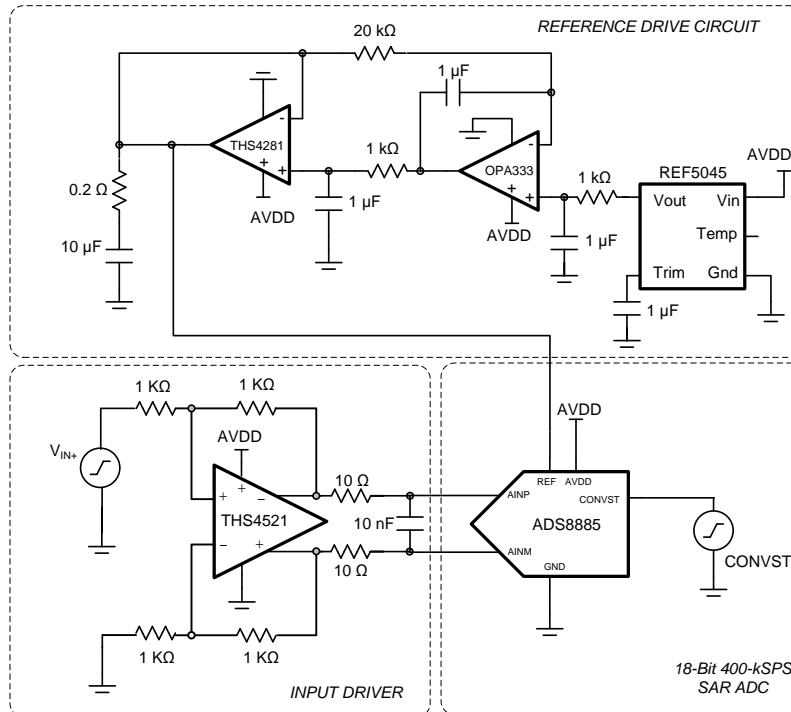 REFERENCE DRIVE CIRCUIT
20 kΩ
1 µF
-
THS4281
+
+
AVDD
1 kΩ
1 µF
-
OPA333
+
+
AVDD
1 kΩ
1 µF
REF5045
AVDD
Vout
Vin
Temp
Trim
Gnd
1 µF
0.2 Ω
10 µF
1 KΩ
1 KΩ
VIN+
AVDD
+
+
−
THS4521
−
+
10 Ω
10 nF
10 Ω
1 KΩ
1 KΩ
INPUT DRIVER
AVDD
REF
AVDD
CONVST
AINP
ADS8885
AINM
GND
CONVST
18-Bit 400-kSPS
SAR ADC